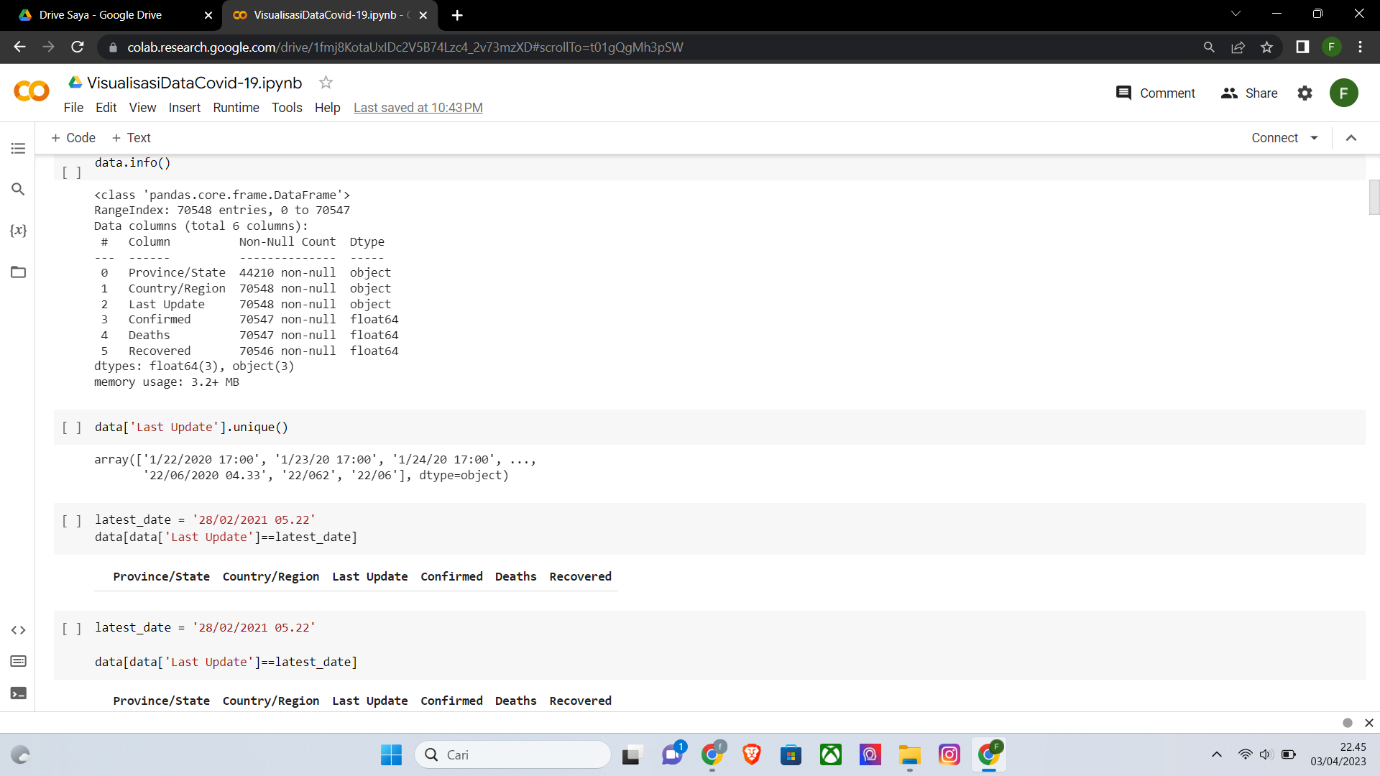 Drive Saya - Google Drive
VisualisasiDataCovid-19.ipynb -
colab.research.google.com/drive/1fmj8KotaUxIDc2V5B74Lzc4_2v73mzXD#scrollTo=t01gQgMh3pSW
F
VisualisasiDataCovid-19.ipynb
File Edit View Insert Runtime Tools Help Last saved at 10:43 PM
Comment Share F
+ Code + Text
Connect
[ ] data.info()
<class 'pandas.core.frame.DataFrame'>
RangeIndex: 70548 entries, 0 to 70547
Data columns (total 6 columns):
# Column Non-Null Count Dtype
--- ------ -------------- -----
0 Province/State 44210 non-null object
1 Country/Region 70548 non-null object
2 Last Update 70548 non-null object
3 Confirmed 70547 non-null float64
4 Deaths 70547 non-null float64
5 Recovered 70546 non-null float64
dtypes: float64(3), object(3)
memory usage: 3.2+ MB
[ ] data['Last Update'].unique()
array(['1/22/2020 17:00', '1/23/20 17:00', '1/24/20 17:00', ...,
'22/06/2020 04.33', '22/062', '22/06'], dtype=object)
[ ] latest_date = '28/02/2021 05.22'
data[data['Last Update']==latest_date]
Province/State Country/Region Last Update Confirmed Deaths Recovered
[ ] latest_date = '28/02/2021 05.22'
data[data['Last Update']==latest_date]
Province/State Country/Region Last Update Confirmed Deaths Recovered
{x}
Cari
1
f
F
22.45
03/04/2023